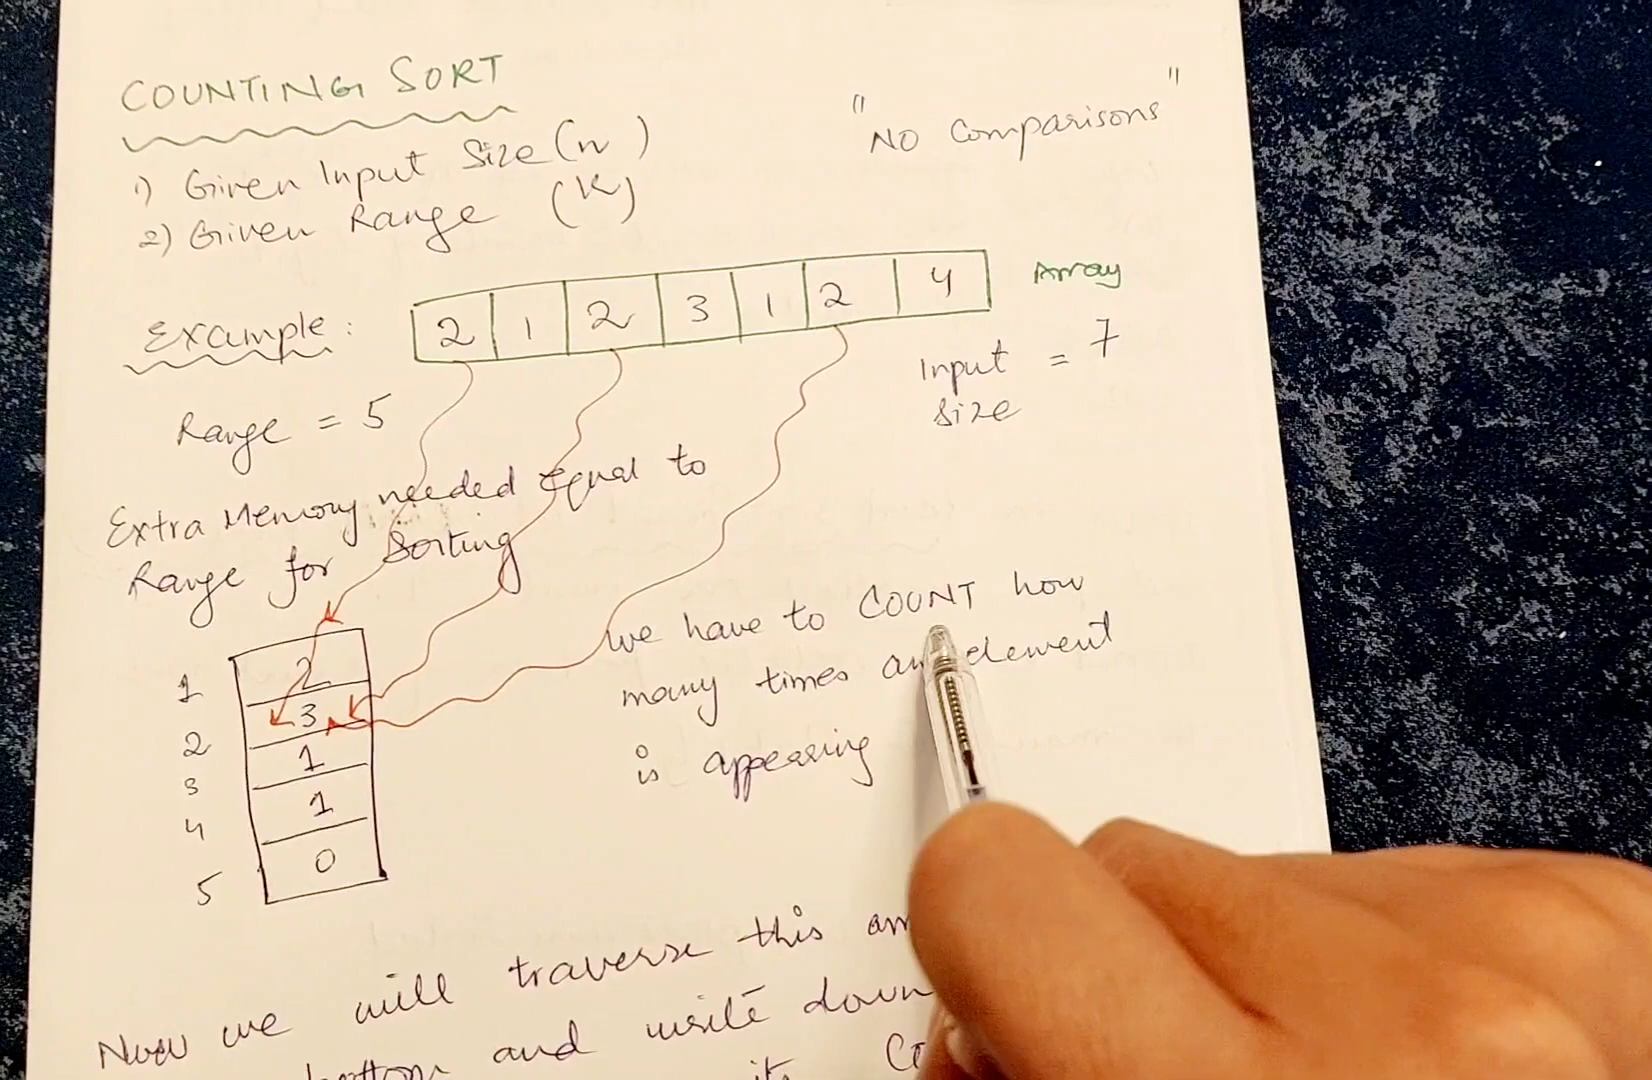 COUNTING SORT
"No Comparisons"
1) Given Input Size (n)
2) Given Range (K)
Example: 2 1 2 3 1 2 4 Array
Range = 5
Input Size = 7
Extra Memory needed Equal to
Range for Sorting
1 2
2 3
3 1
4 1
5 0
we have to COUNT how
many times an element
is appearing
Now we will traverse this
and write down